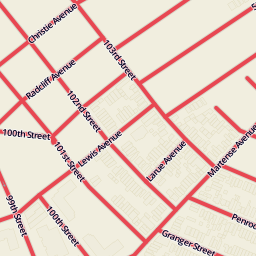 Christie Avenue
103rd Street
Radcliff Avenue
102nd Street
100th Street
Lewis Avenue
101st Street
Larue Avenue
Martense Avenue
99th Street
100th Street
Granger Street